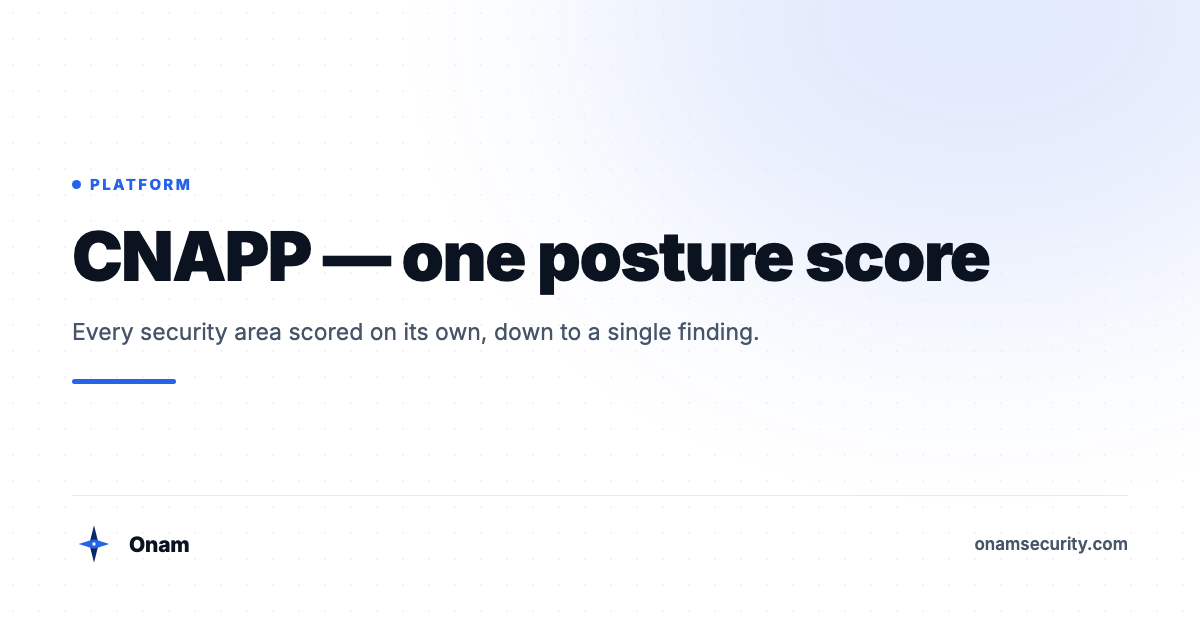 PLATFORM
CNAPP — one posture score
Every security area scored on its own, down to a single finding.
Onam
onamsecurity.com